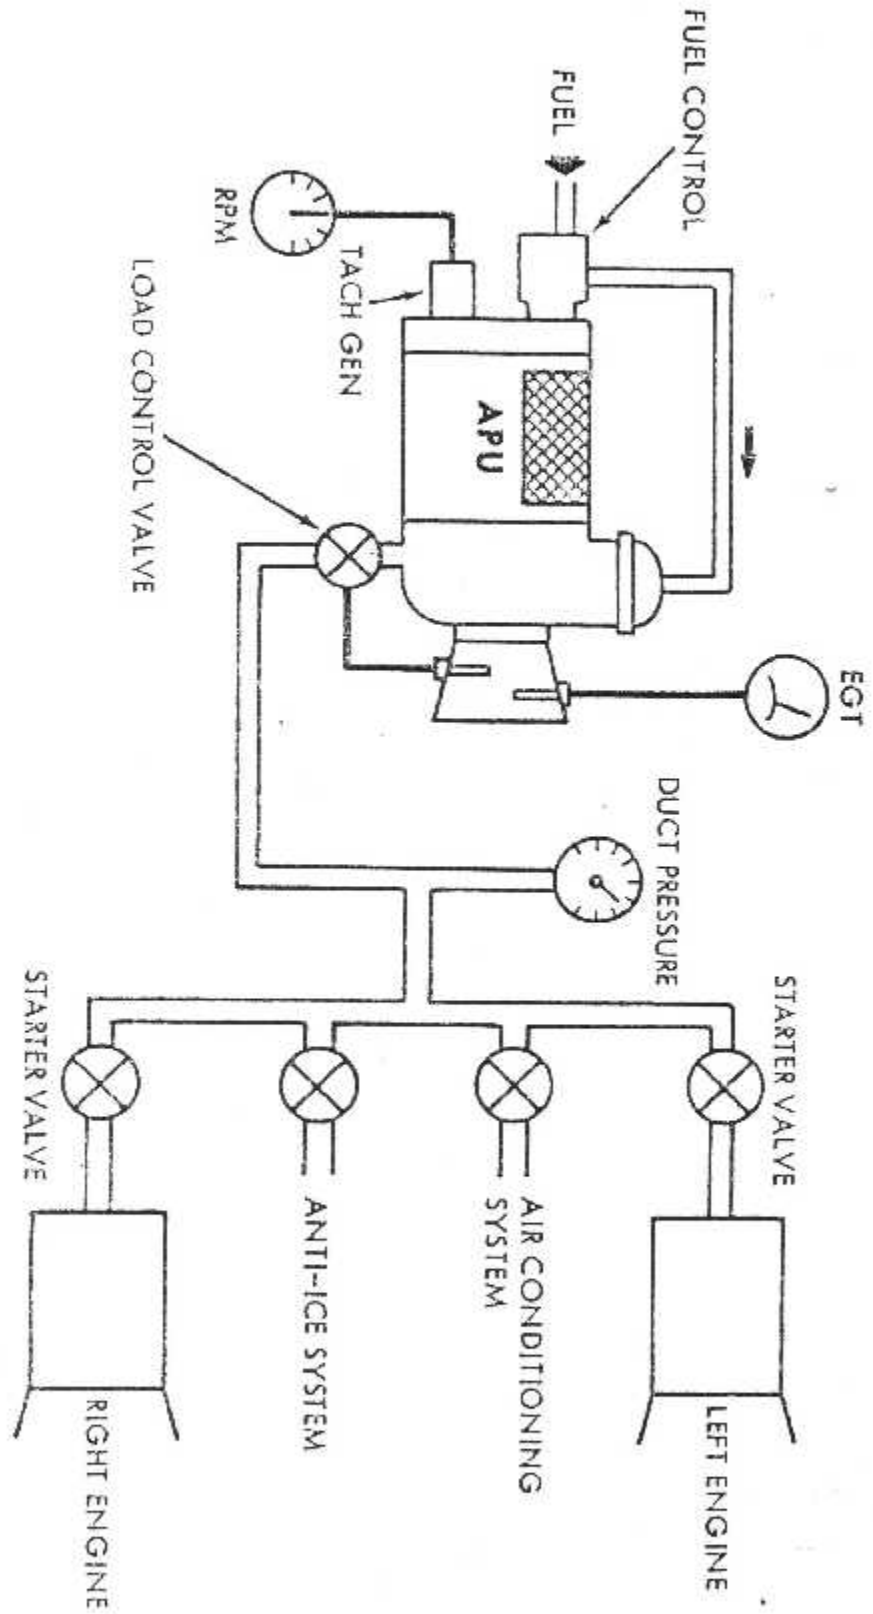 FUEL CONTROL
FUEL
EGT
RPM
TACH GEN
APU
LOAD CONTROL VALVE
DUCT PRESSURE
STARTER VALVE
LEFT ENGINE
AIR CONDITIONING
SYSTEM
ANTI-ICE SYSTEM
STARTER VALVE
RIGHT ENGINE